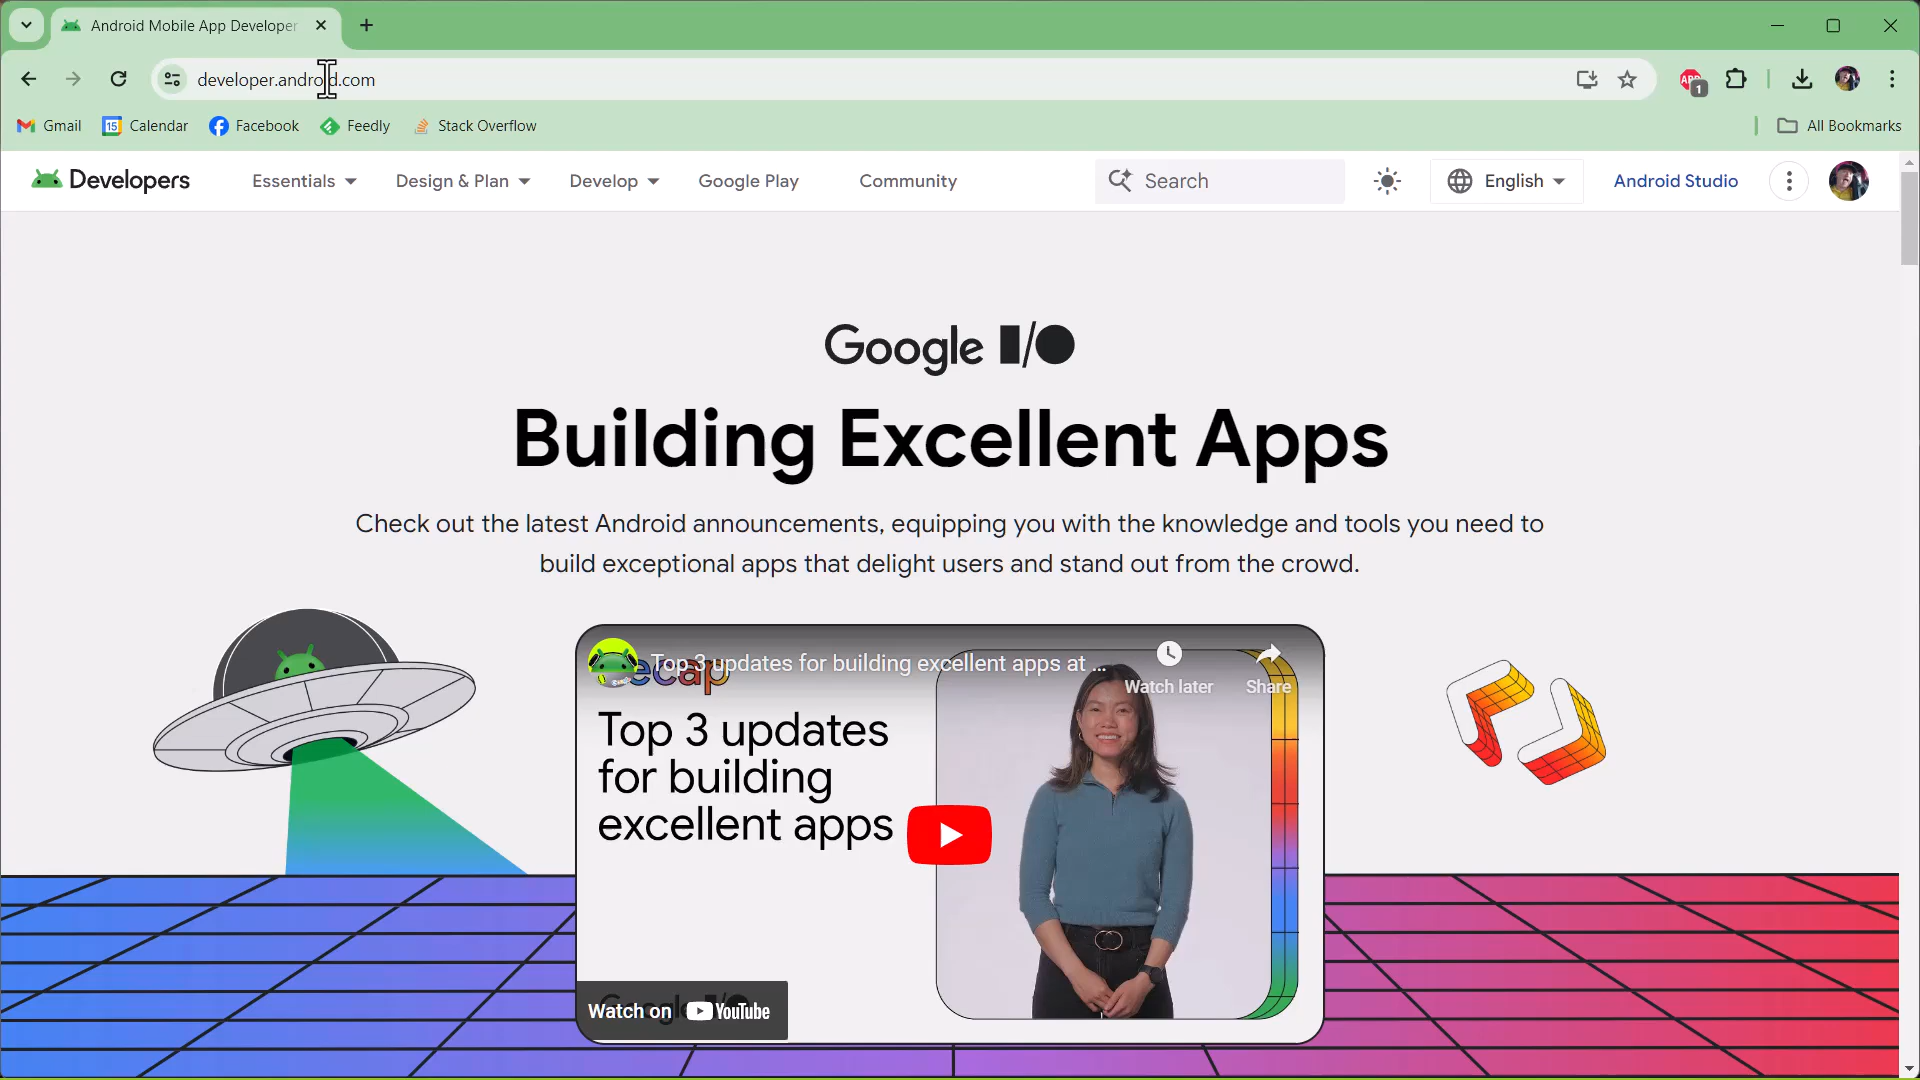 Android Mobile App Developer
developer.android.com
1
Gmail
15
Calendar
Facebook
Feedly
Stack Overflow
All Bookmarks
Developers
Essentials
Design & Plan
Develop
Google Play
Community
Search
English
Android Studio
Google I/O
Building Excellent Apps
Check out the latest Android announcements, equipping you with the knowledge and tools you need to
build exceptional apps that delight users and stand out from the crowd.
Top 3 updates for building excellent apps at ...
Watch later
Share
Top 3 updates
for building
excellent apps
Watch on YouTube